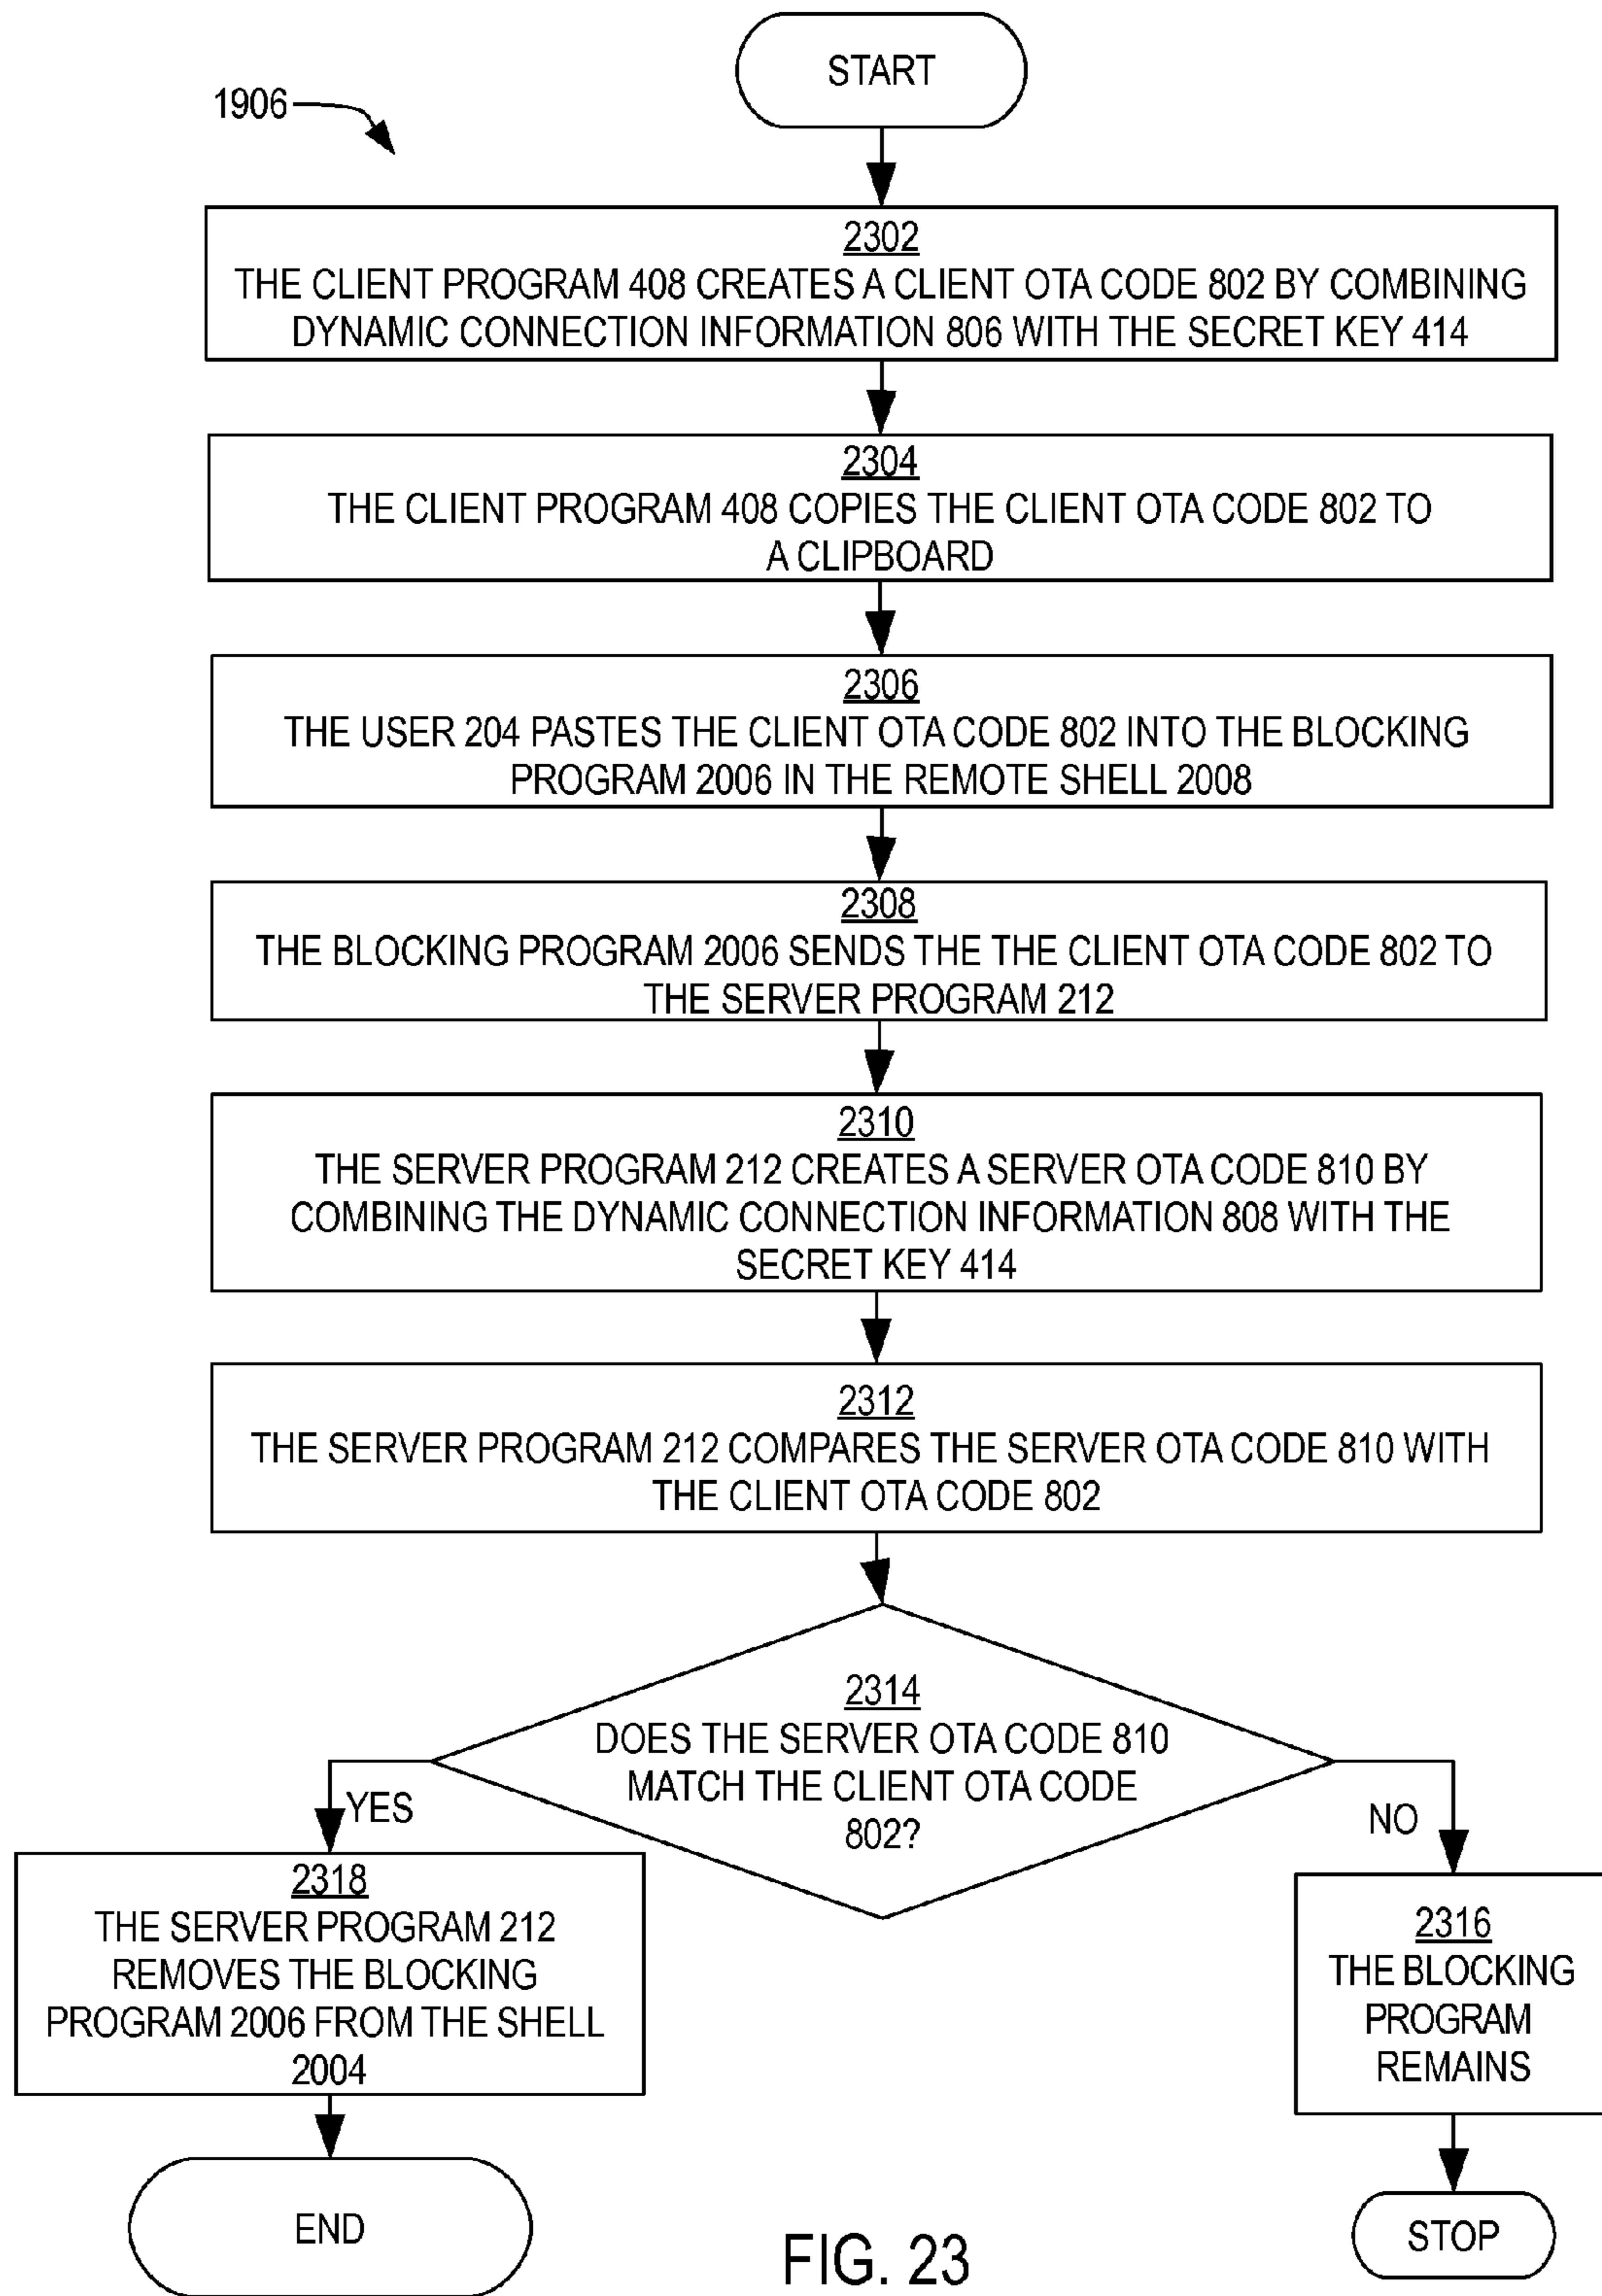 START
1906
2302
THE CLIENT PROGRAM 408 CREATES A CLIENT OTA CODE 802 BY COMBINING
DYNAMIC CONNECTION INFORMATION 806 WITH THE SECRET KEY 414
2304
THE CLIENT PROGRAM 408 COPIES THE CLIENT OTA CODE 802 TO
A CLIPBOARD
2306
THE USER 204 PASTES THE CLIENT OTA CODE 802 INTO THE BLOCKING
PROGRAM 2006 IN THE REMOTE SHELL 2008
2308
THE BLOCKING PROGRAM 2006 SENDS THE THE CLIENT OTA CODE 802 TO
THE SERVER PROGRAM 212
2310
THE SERVER PROGRAM 212 CREATES A SERVER OTA CODE 810 BY
COMBINING THE DYNAMIC CONNECTION INFORMATION 808 WITH THE
SECRET KEY 414
2312
THE SERVER PROGRAM 212 COMPARES THE SERVER OTA CODE 810 WITH
THE CLIENT OTA CODE 802
2314
DOES THE SERVER OTA CODE 810
MATCH THE CLIENT OTA CODE
802?
YES
NO
2318
THE SERVER PROGRAM 212
REMOVES THE BLOCKING
PROGRAM 2006 FROM THE SHELL
2004
2316
THE BLOCKING
PROGRAM
REMAINS
END
STOP
FIG. 23